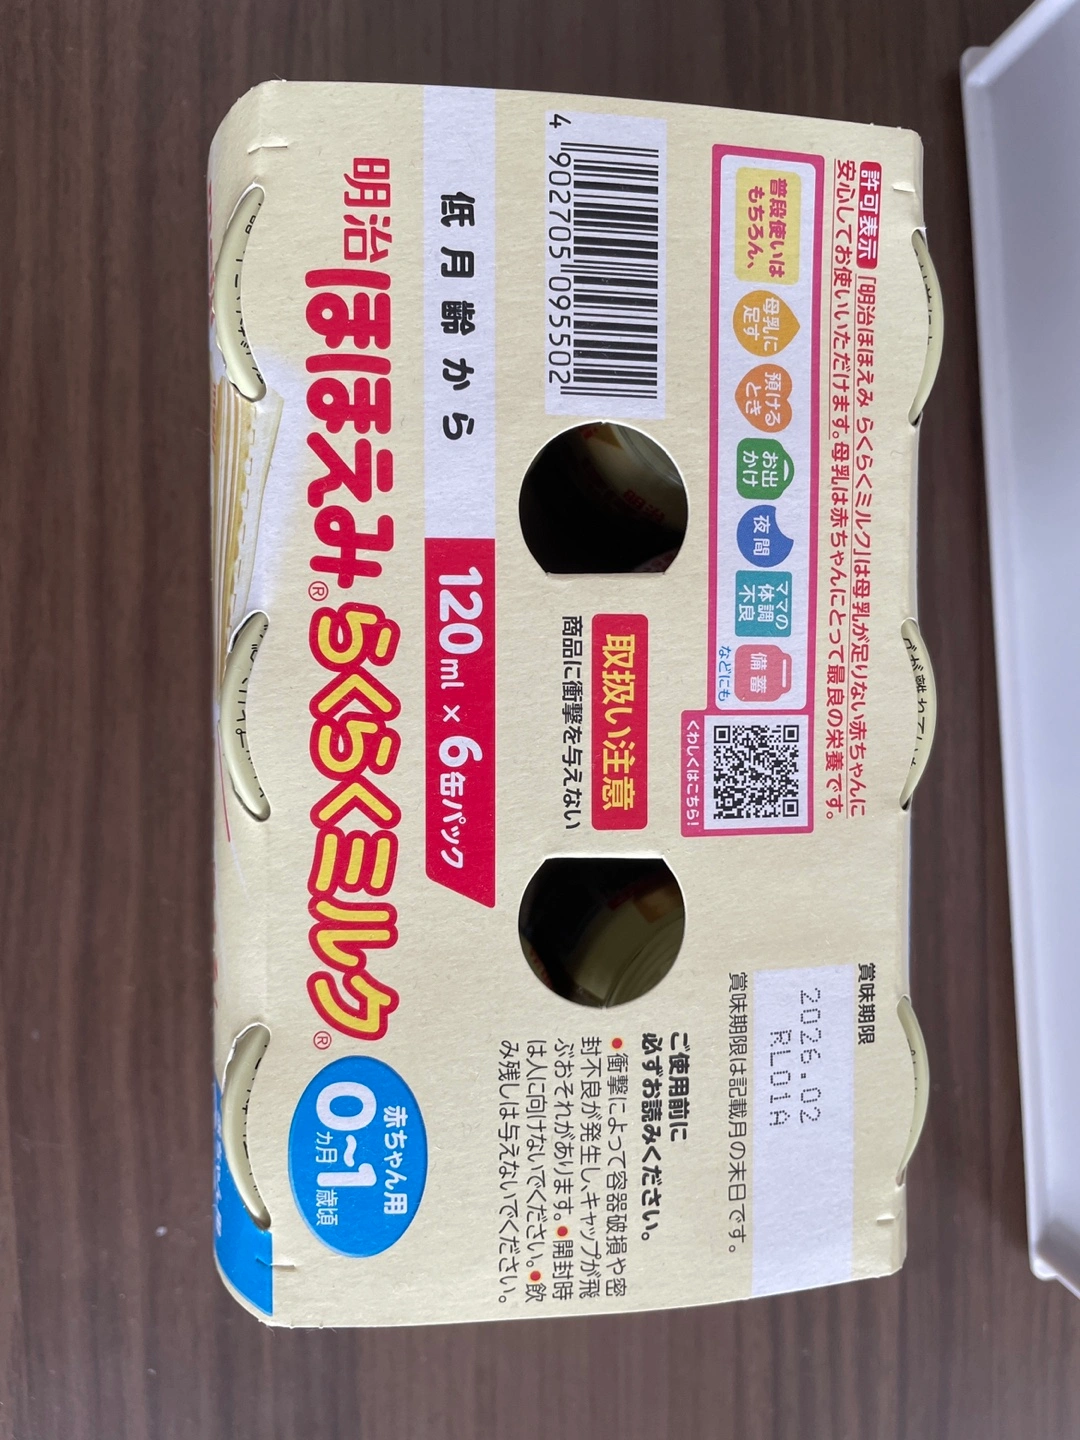 許可表示 「明治ほほえみ らくらくミルク」は母乳が足りない赤ちゃんに
安心してお使いいただけます。母乳は赤ちゃんにとって最良の栄養です。
普段使いは
もちろん、
母乳に
足す
預ける
とき
お出
かけ
夜間
ママの
体調
不良
備蓄
などにも
くわしくはこちら!
賞味期限
2026.02
RL01A
賞味期限は記載月の末日です。
4 902705 095502
取扱い注意
商品に衝撃を与えない
ご使用前に
必ずお読みください。
●衝撃によって容器破損や密
封不良が発生し、キャップが飛
ぶおそれがあります。●開封時
は人に向けないでください。●飲
み残しは与えないでください。
低月齢から
120ml × 6缶パック
明治ほほえみ® らくらくミルク®
赤ちゃん用
0カ月~1歳頃